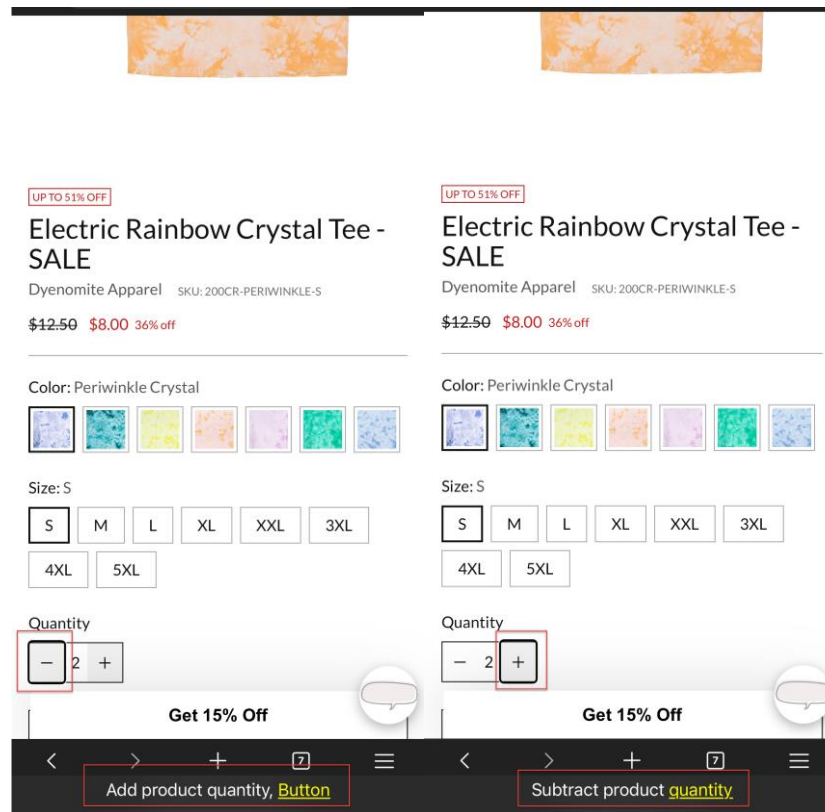 UP TO 51% OFF
Electric Rainbow Crystal Tee -
SALE
Dyenomite Apparel SKU: 200CR-PERIWINKLE-S
$12.50 $8.00 36% off
Color: Periwinkle Crystal
Size: S
S M L XL XXL 3XL
4XL 5XL
Quantity
− 2 +
Get 15% Off
7
Add product quantity, Button
UP TO 51% OFF
Electric Rainbow Crystal Tee -
SALE
Dyenomite Apparel SKU: 200CR-PERIWINKLE-S
$12.50 $8.00 36% off
Color: Periwinkle Crystal
Size: S
S M L XL XXL 3XL
4XL 5XL
Quantity
− 2 +
Get 15% Off
7
Subtract product quantity